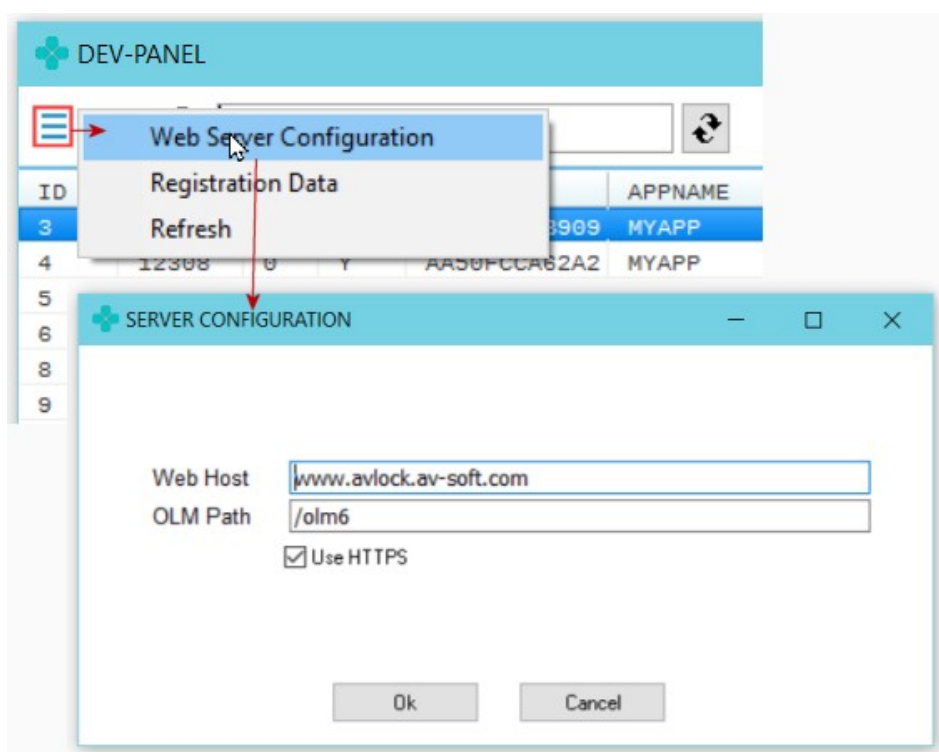 DEV-PANEL
Web Server Configuration
Registration Data
Refresh
ID APPNAME
3 8909 MYAPP
4 12308 0 Y AA50FCCA62A2 MYAPP
5
6
8
9
SERVER CONFIGURATION
Web Host www.avlock.av-soft.com
OLM Path /olm6
Use HTTPS
Ok Cancel